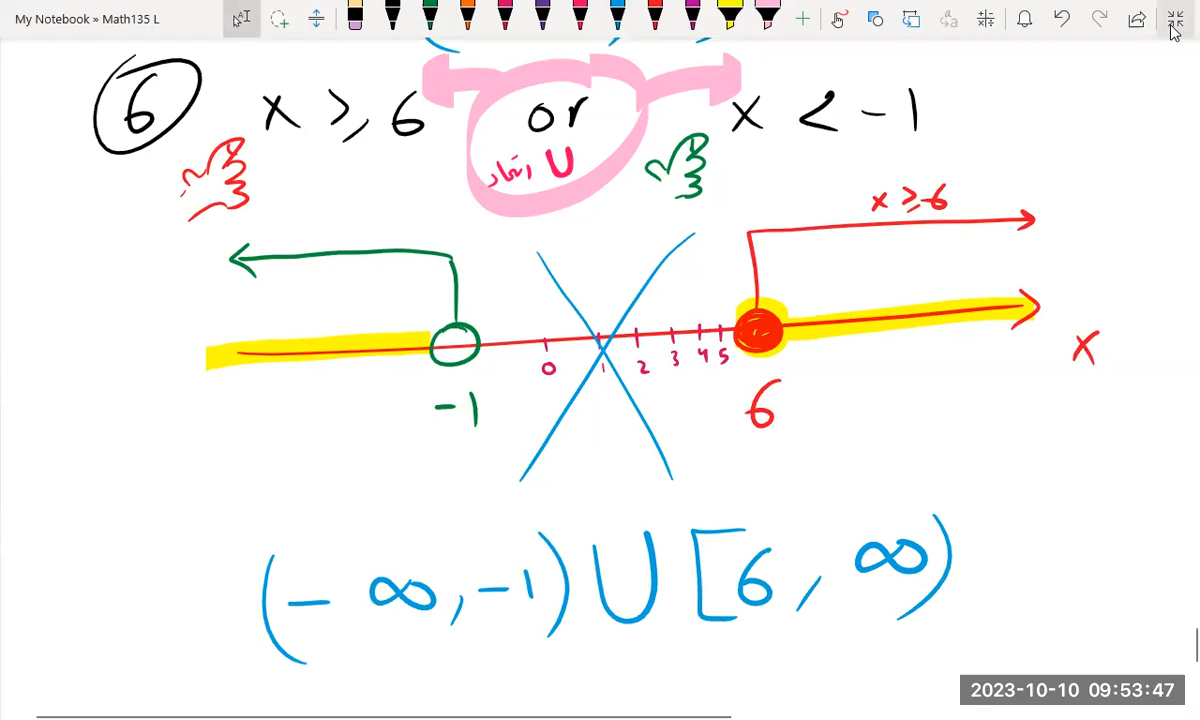 My Notebook » Math135 L
6 x ≥ 6 or x < -1
اتحاد U
x ≥ 6
0 1 2 3 4 5 x
-1 6
(-∞, -1) U [6, ∞)
2023-10-10 09:53:47